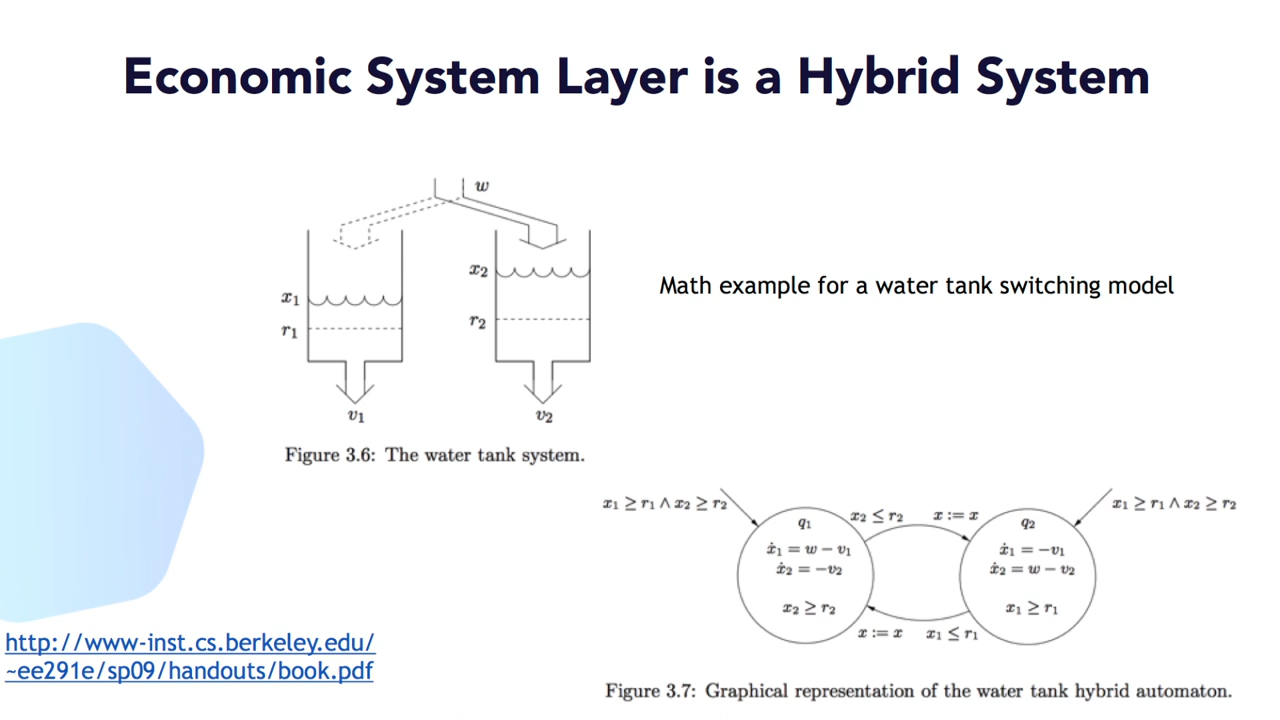 Economic System Layer is a Hybrid System
w
x₂
x₁
r₂
r₁
v₁
v₂
Figure 3.6: The water tank system.
Math example for a water tank switching model
x₁ ≥ r₁ ∧ x₂ ≥ r₂
x₁ ≥ r₁ ∧ x₂ ≥ r₂
x₂ ≤ r₂
x := x
q₁
ẋ₁ = w − v₁
ẋ₂ = −v₂
x₂ ≥ r₂
q₂
ẋ₁ = −v₁
ẋ₂ = w − v₂
x₁ ≥ r₁
x := x
x₁ ≤ r₁
Figure 3.7: Graphical representation of the water tank hybrid automaton.
http://www-inst.cs.berkeley.edu/
~ee291e/sp09/handouts/book.pdf